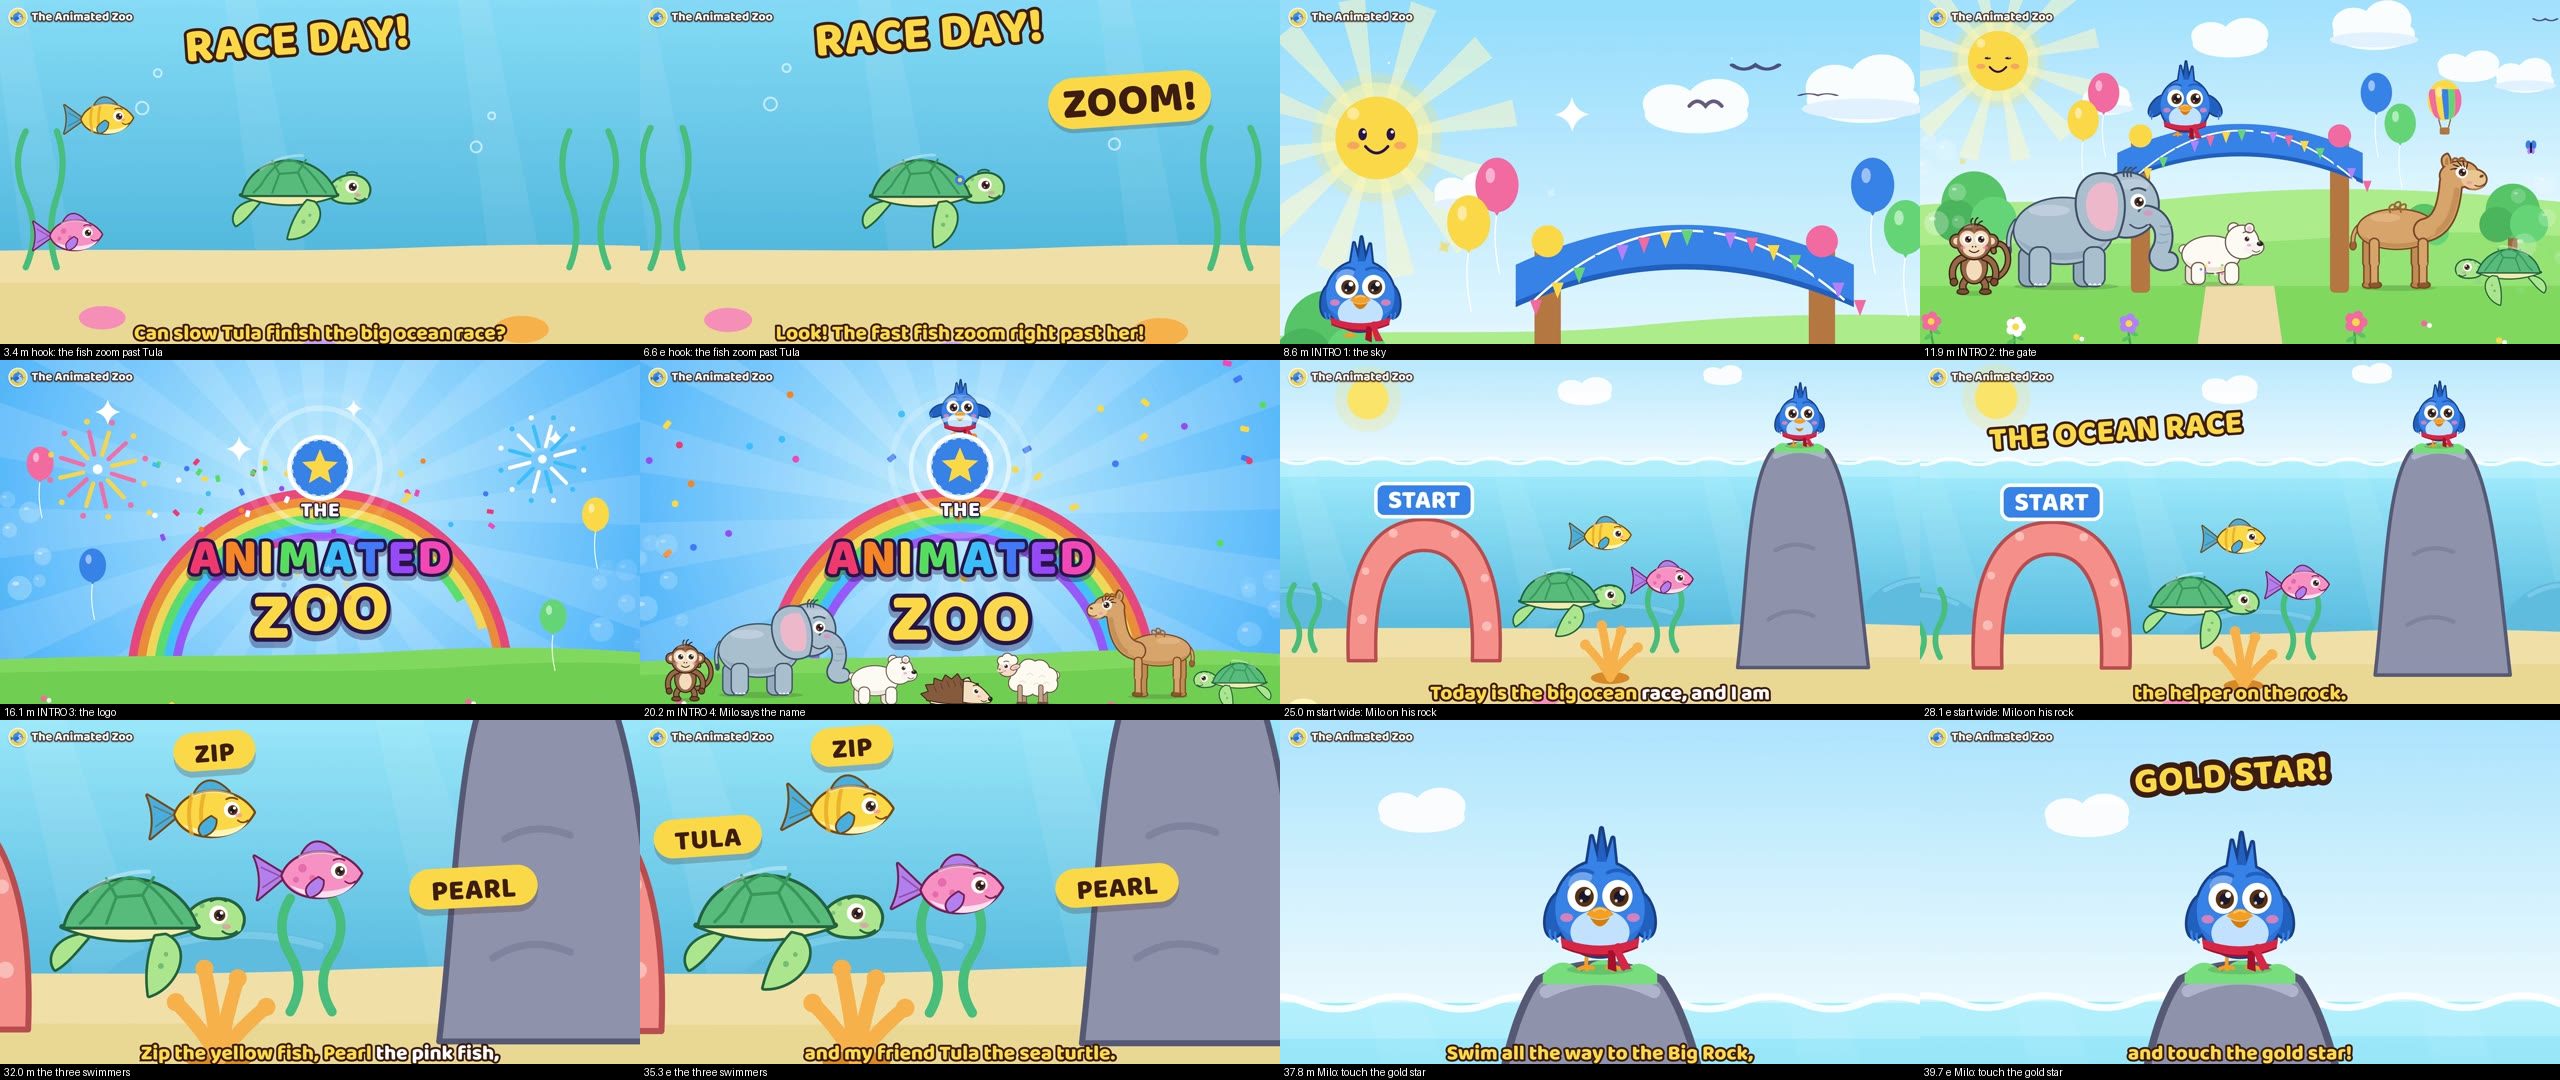 The Animated Zoo
RACE DAY!
Can slow Tula finish the big ocean race?
3.4 m hook: the fish zoom past Tula
The Animated Zoo
RACE DAY!
ZOOM!
Look! The fast fish zoom right past her!
6.6 e hook: the fish zoom past Tula
The Animated Zoo
8.6 m INTRO 1: the sky
The Animated Zoo
11.9 m INTRO 2: the gate
The Animated Zoo
THE
ANIMATED
ZOO
16.1 m INTRO 3: the logo
The Animated Zoo
THE
ANIMATED
ZOO
20.2 m INTRO 4: Milo says the name
The Animated Zoo
START
Today is the big ocean race, and I am
25.0 m start wide: Milo on his rock
The Animated Zoo
THE OCEAN RACE
START
the helper on the rock.
28.1 e start wide: Milo on his rock
The Animated Zoo
ZIP
PEARL
Zip the yellow fish, Pearl the pink fish,
32.0 m the three swimmers
The Animated Zoo
ZIP
TULA
PEARL
and my friend Tula the sea turtle.
35.3 e the three swimmers
The Animated Zoo
Swim all the way to the Big Rock,
37.8 m Milo: touch the gold star
The Animated Zoo
GOLD STAR!
and touch the gold star!
39.7 e Milo: touch the gold star